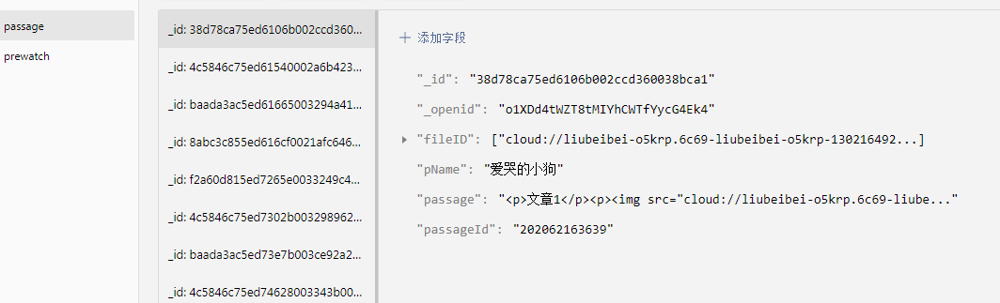 passage
prewatch
_id: 38d78ca75ed6106b002ccd360...
_id: 4c5846c75ed61540002a6b423...
_id: baada3ac5ed61665003294a41...
_id: 8abc3c855ed616cf0021afc646...
_id: f2a60d815ed7265e0033249c4...
_id: 4c5846c75ed7302b003298962...
_id: baada3ac5ed73e7b003ce92a2...
_id: 4c5846c75ed74628003343b00...
添加字段
"_id": "38d78ca75ed6106b002ccd360038bca1"
"_openid": "o1XDd4tWZT8tMIYhCWTfYycG4Ek4"
"fileID": ["cloud://liubeibei-o5krp.6c69-liubeibei-o5krp-130216492...]
"pName": "爱哭的小狗"
"passage": "<p>文章1</p><p><img src="cloud://liubeibei-o5krp.6c69-liube..."
"passageId": "202062163639"